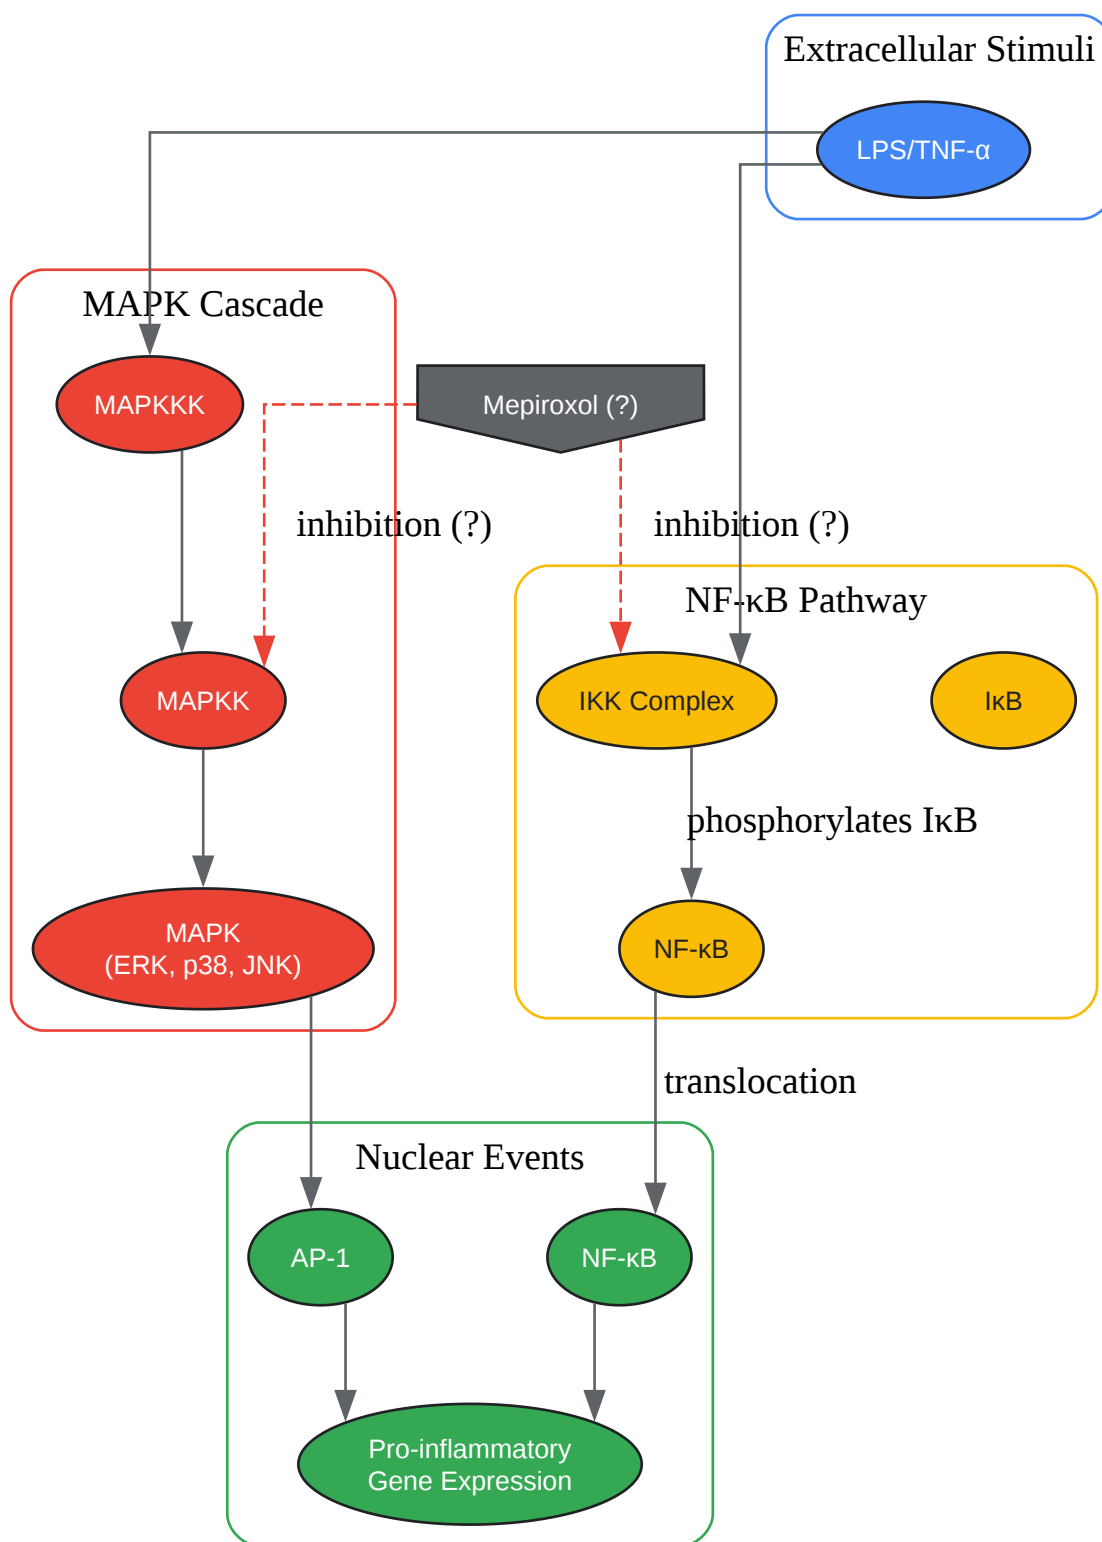 Extracellular Stimuli
LPS/TNF-α
MAPK Cascade
MAPKKK
Mepiroxol (?)
inhibition (?)
inhibition (?)
NF-κB Pathway
MAPKK
IKK Complex
IκB
phosphorylates IκB
MAPK
(ERK, p38, JNK)
NF-κB
translocation
Nuclear Events
AP-1
NF-κB
Pro-inflammatory
Gene Expression